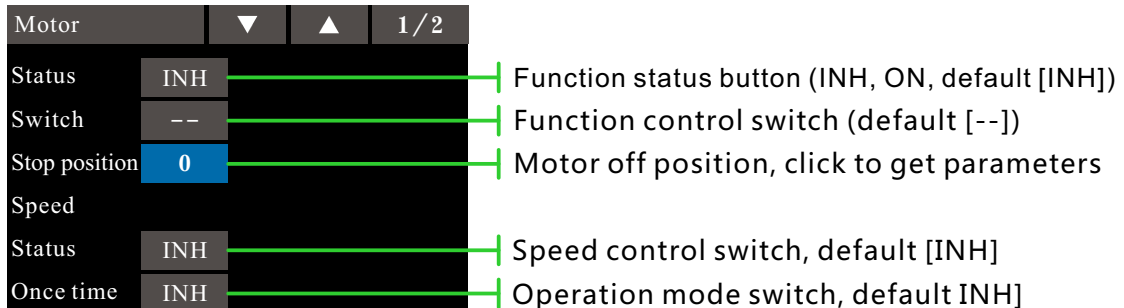 Motor ▼ ▲ 1/2
Status INH Function status button (INH, ON, default [INH])
Switch -- Function control switch (default [--])
Stop position 0 Motor off position, click to get parameters
Speed
Status INH Speed control switch, default [INH]
Once time INH Operation mode switch, default INH]